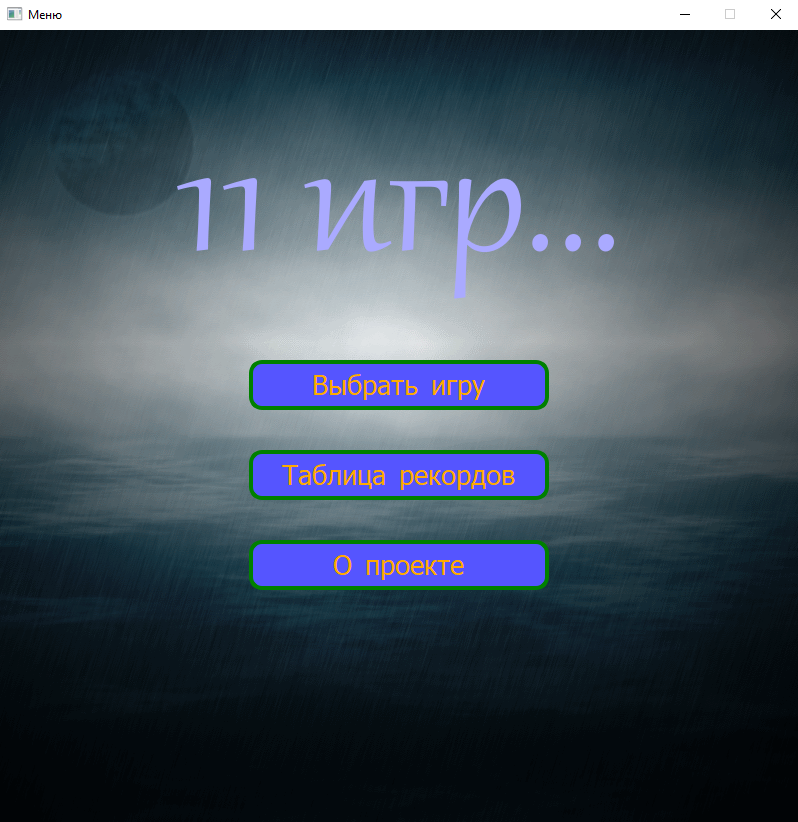 Меню
11 игр...
Выбрать игру
Таблица рекордов
О проекте